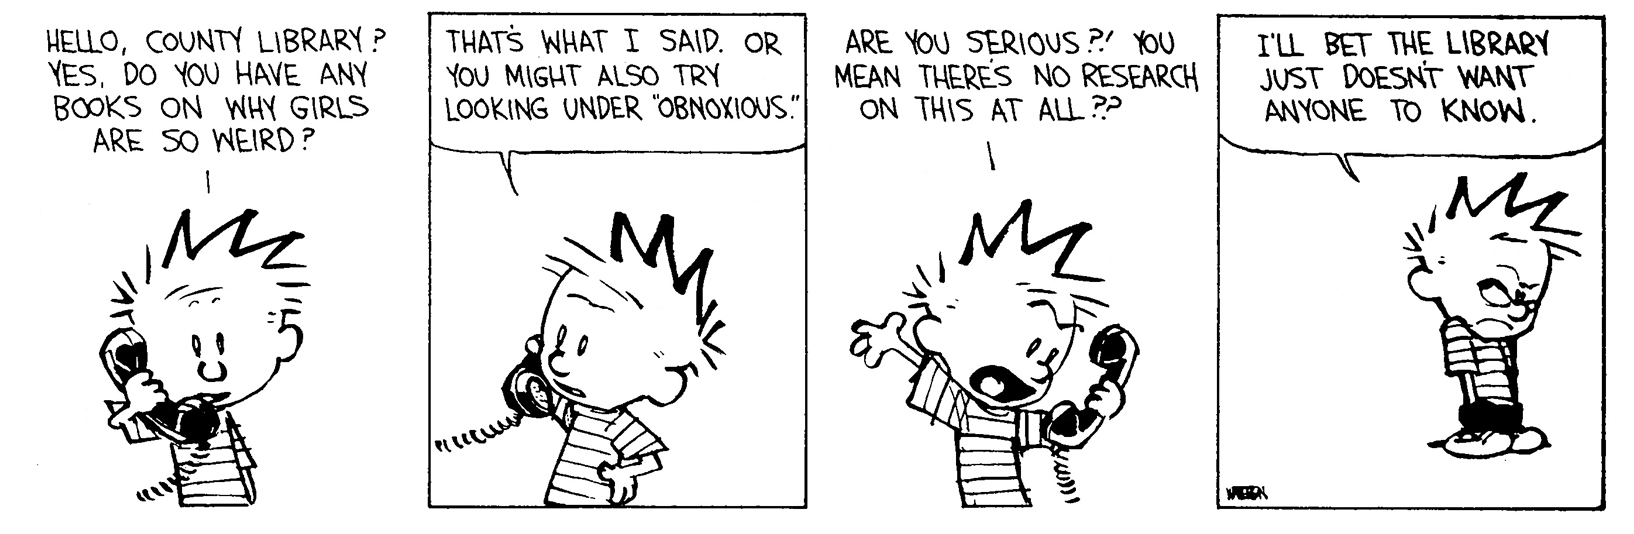 HELLO, COUNTY LIBRARY?
YES, DO YOU HAVE ANY
BOOKS ON WHY GIRLS
ARE SO WEIRD?
THAT'S WHAT I SAID. OR
YOU MIGHT ALSO TRY
LOOKING UNDER "OBNOXIOUS."
ARE YOU SERIOUS?! YOU
MEAN THERE'S NO RESEARCH
ON THIS AT ALL??
I'LL BET THE LIBRARY
JUST DOESN'T WANT
ANYONE TO KNOW.
WATTERSON